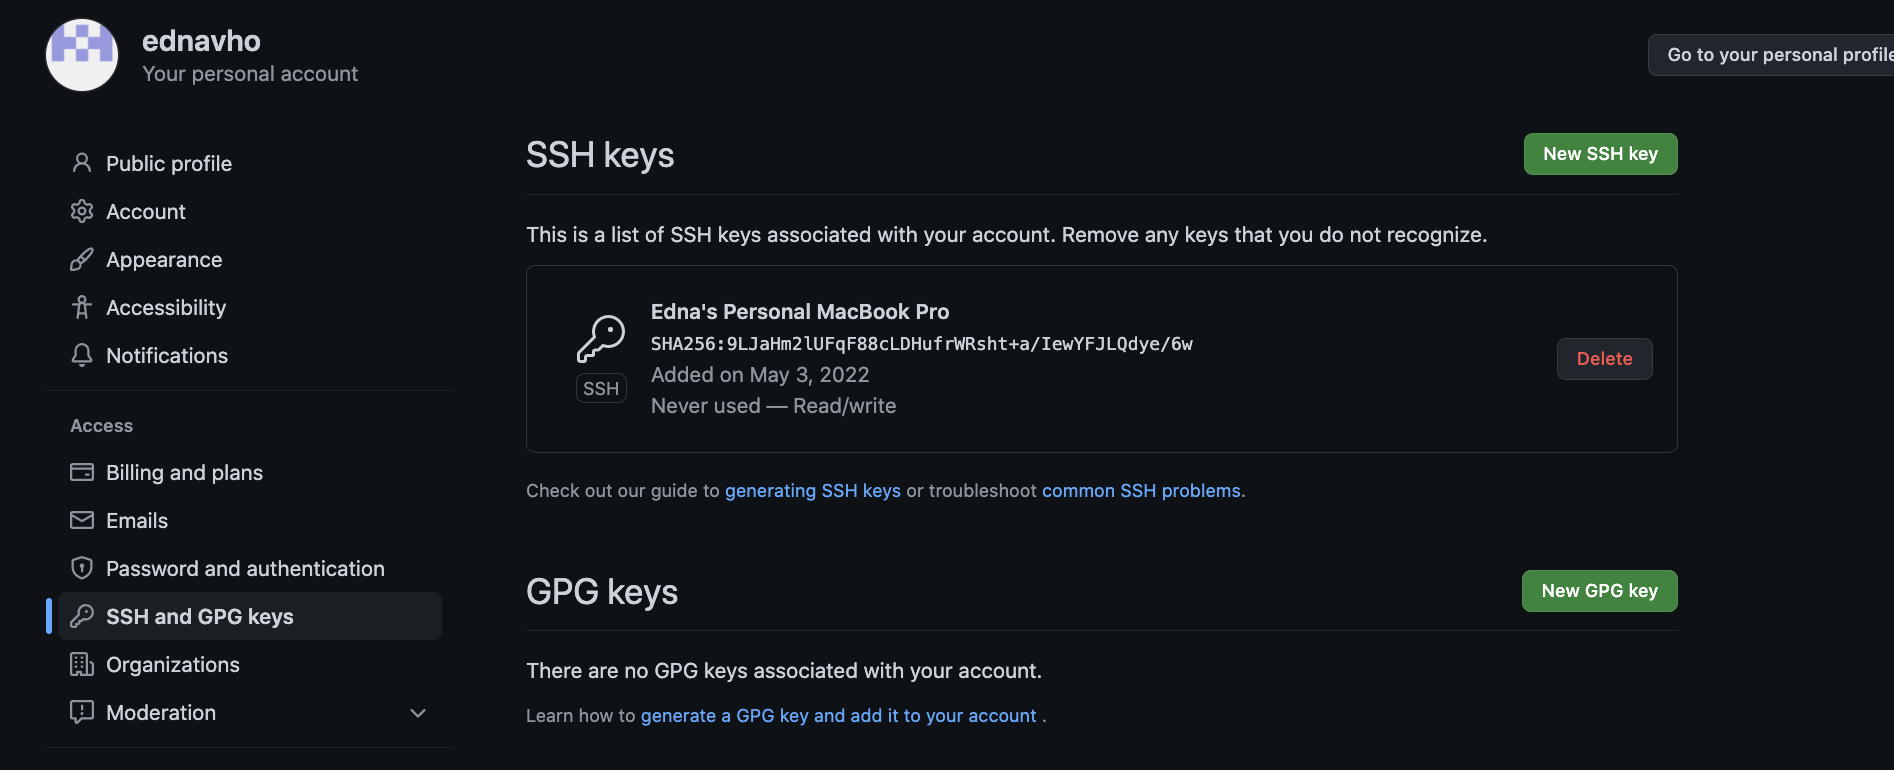 ednavho
Your personal account
Go to your personal profile
Public profile
Account
Appearance
Accessibility
Notifications
Access
Billing and plans
Emails
Password and authentication
SSH and GPG keys
Organizations
Moderation
SSH keys
New SSH key
This is a list of SSH keys associated with your account. Remove any keys that you do not recognize.
Edna's Personal MacBook Pro
SHA256:9LJaHm2lUFqF88cLDHufrWRsht+a/IewYFJLQdye/6w
Added on May 3, 2022
Never used — Read/write
SSH
Delete
Check out our guide to generating SSH keys or troubleshoot common SSH problems.
GPG keys
New GPG key
There are no GPG keys associated with your account.
Learn how to generate a GPG key and add it to your account .